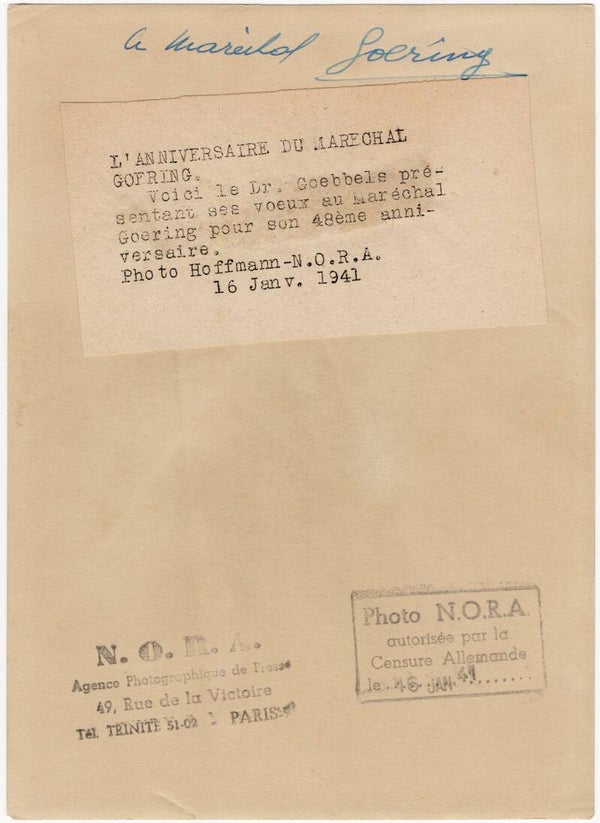 Goering
L'ANNIVERSAIRE DU MARECHAL
GOERING.
Voici le Dr. Goebbels pré-
sentant ses voeux au Maréchal
Goering pour son 48ème anni-
versaire.
Photo Hoffmann-N.O.R.A.
16 Janv. 1941
N. O. R. A.
Agence Photographique de Presse
49, Rue de la Victoire
Tél. TRINITÉ 51-02 PARIS-9e
Photo N.O.R.A.
autorisée par la
Censure Allemande
le 16 JAN 41